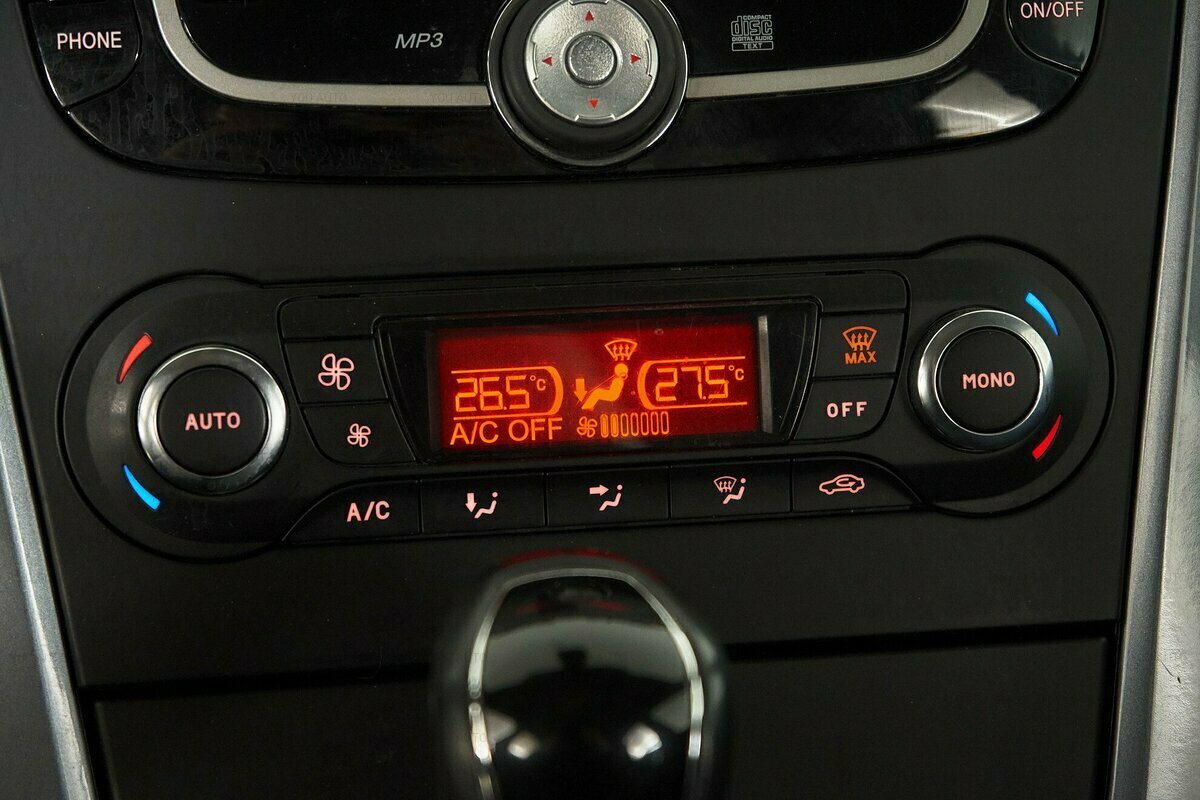 PHONE
MP3
COMPACT
disc
DIGITAL AUDIO
TEXT
ON/OFF
AUTO
26.5°C
27.5°C
A/C OFF
MAX
OFF
MONO
A/C